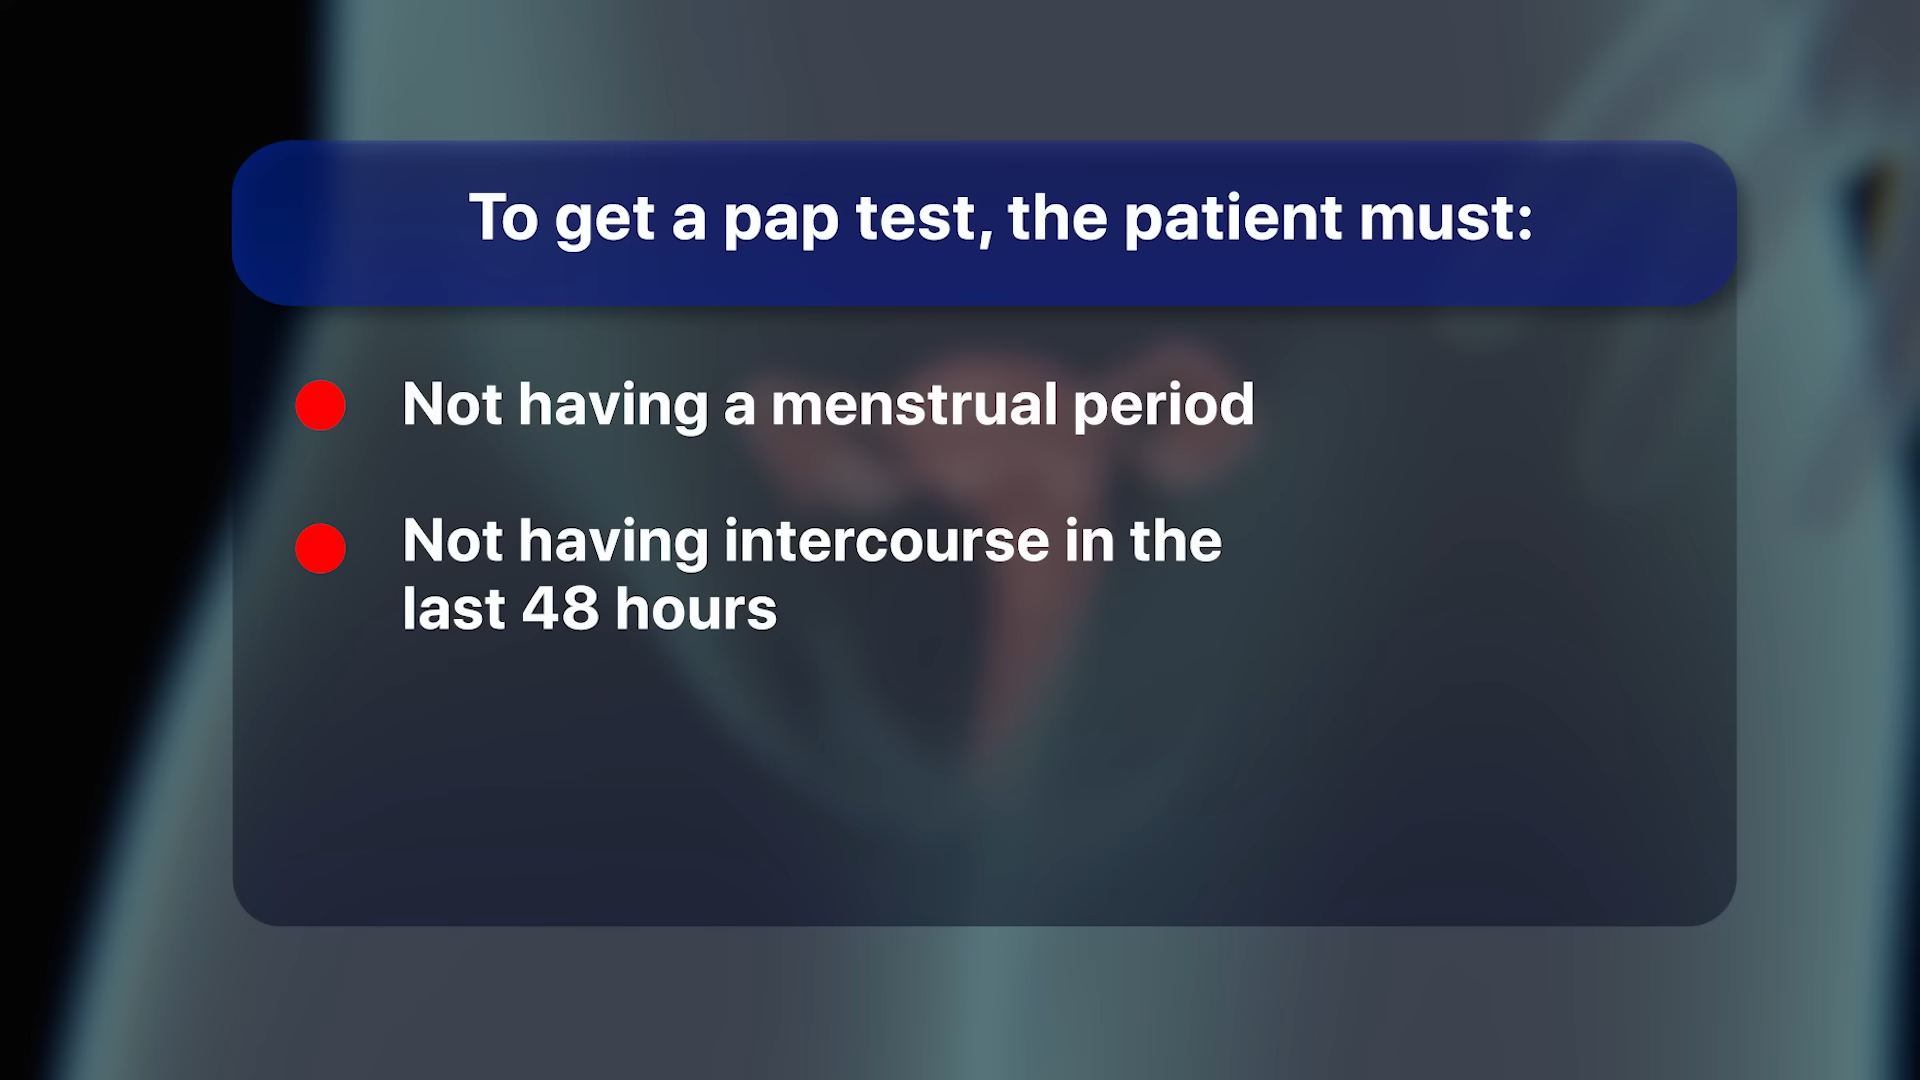 To get a pap test, the patient must:
Not having a menstrual period
Not having intercourse in the
last 48 hours